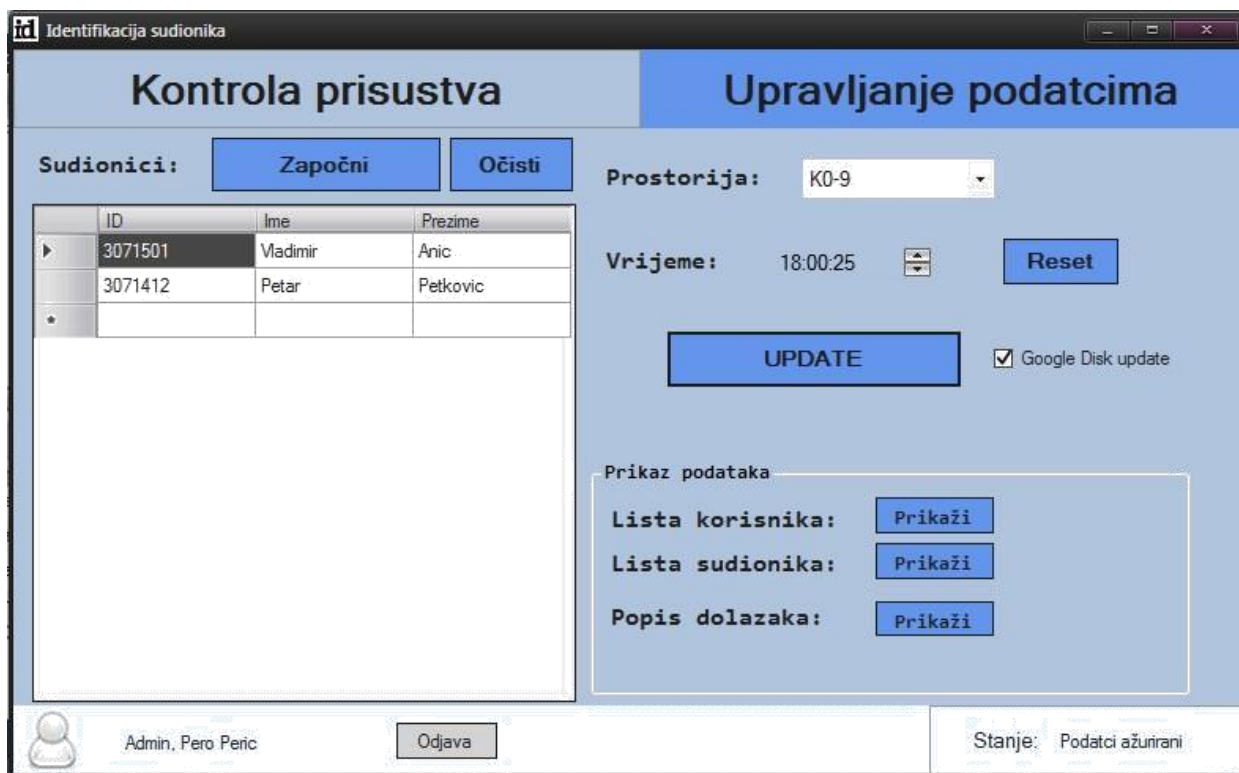 id Identifikacija sudionika
Kontrola prisustva
Upravljanje podatcima
Sudionici:
Započni
Očisti
ID Ime Prezime
3071501 Vladimir Anic
3071412 Petar Petkovic
*
Prostorija: K0-9
Vrijeme: 18:00:25
Reset
UPDATE
Google Disk update
Prikaz podataka
Lista korisnika: Prikaži
Lista sudionika: Prikaži
Popis dolazaka: Prikaži
Admin, Pero Peric
Odjava
Stanje: Podatci ažurirani